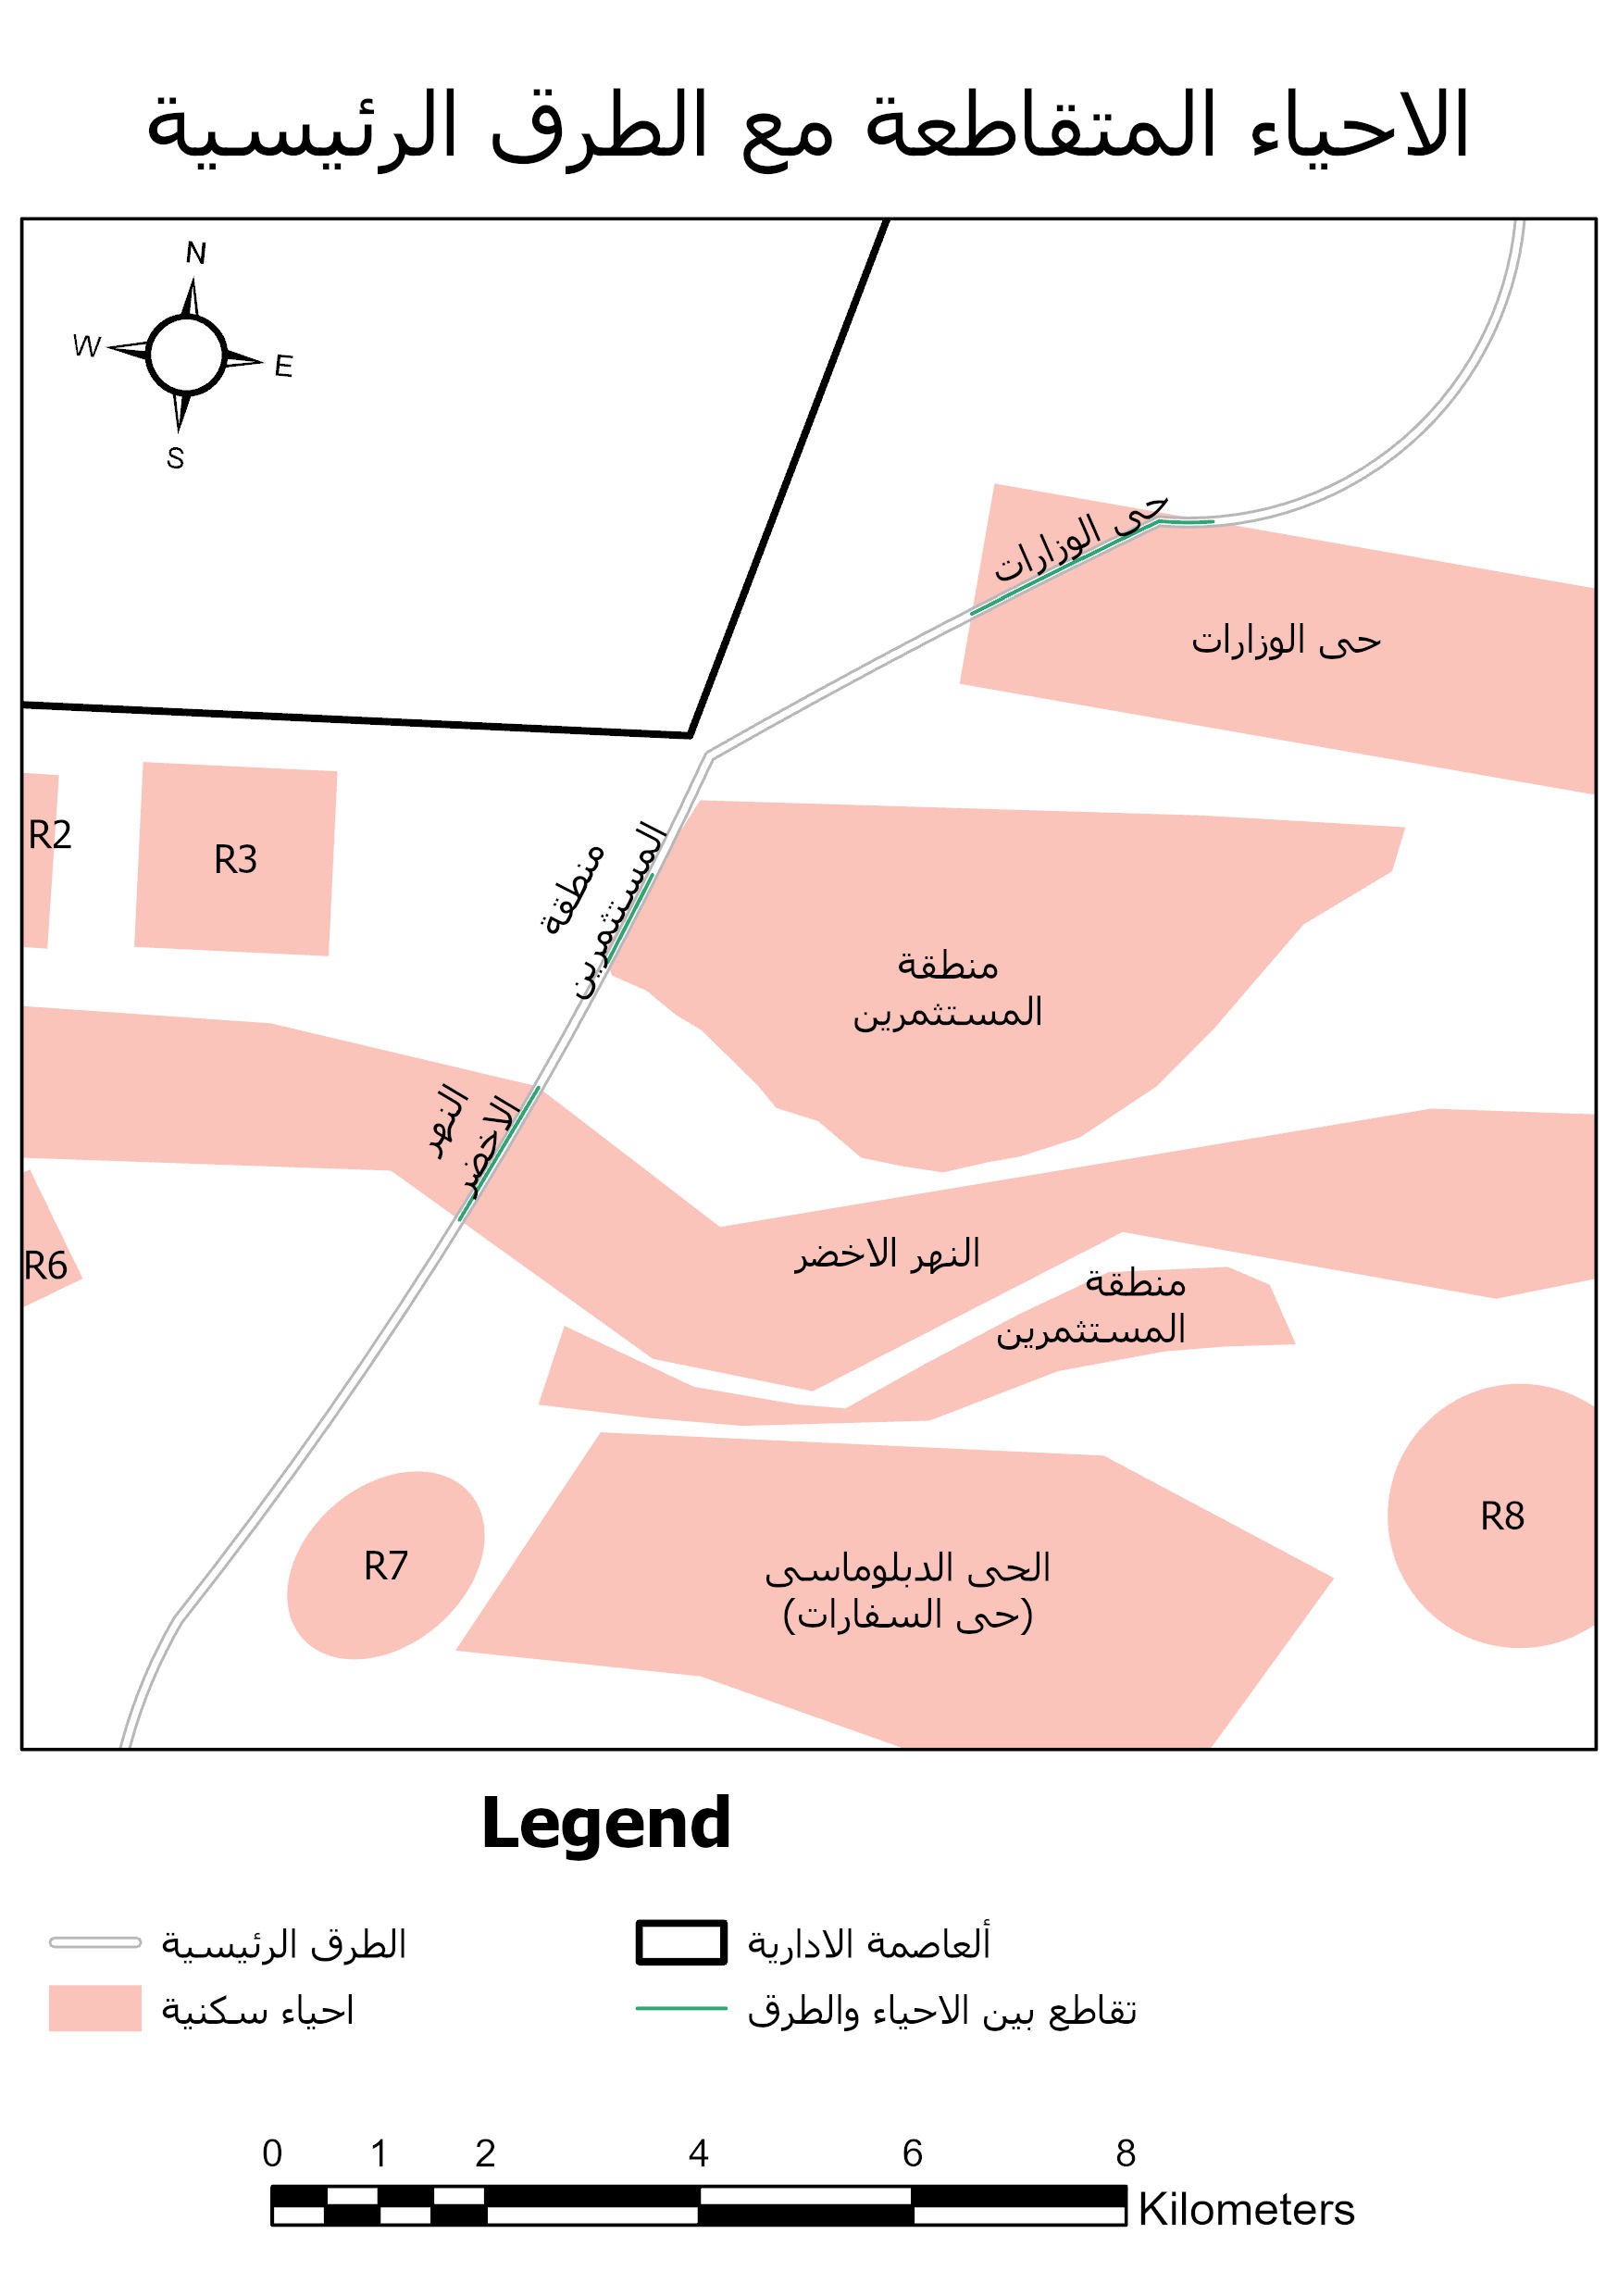 الاحياء المتقاطعة مع الطرق الرئيسية
N
W
E
S
حى الوزارات
حى الوزارات
R2
R3
منطقة
المستثمرين
منطقة
المستثمرين
النهر
الاخضر
R6
النهر الاخضر
منطقة
المستثمرين
R7
الحى الدبلوماسى
(حى السفارات)
R8
Legend
الطرق الرئيسية
ألعاصمة الادارية
احياء سكنية
تقاطع بين الاحياء والطرق
0 1 2 4 6 8
Kilometers